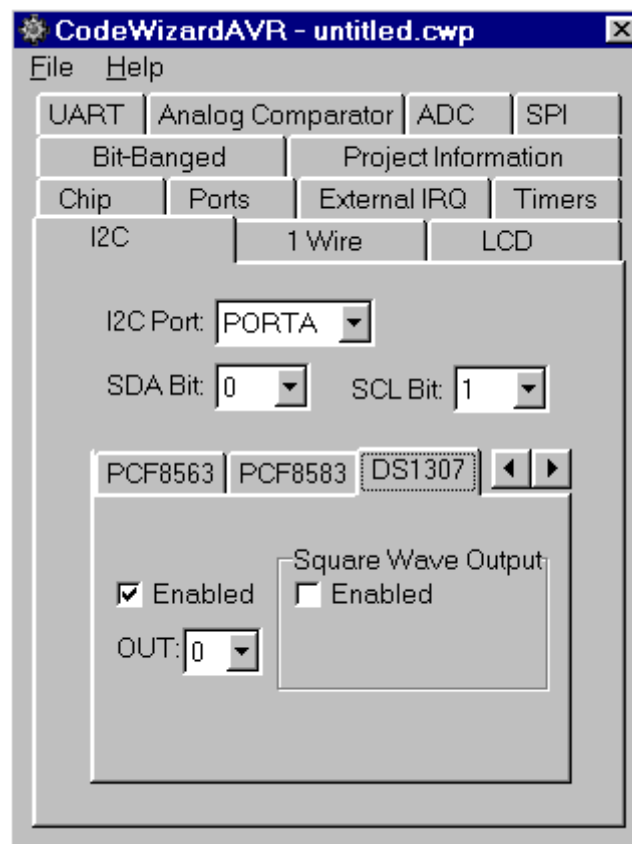 CodeWizardAVR - untitled.cwp
File Help
UART Analog Comparator ADC SPI
Bit-Banged Project Information
Chip Ports External IRQ Timers
I2C 1 Wire LCD
I2C Port: PORTA
SDA Bit: 0 SCL Bit: 1
PCF8563 PCF8583 DS1307
Square Wave Output
Enabled Enabled
OUT: 0